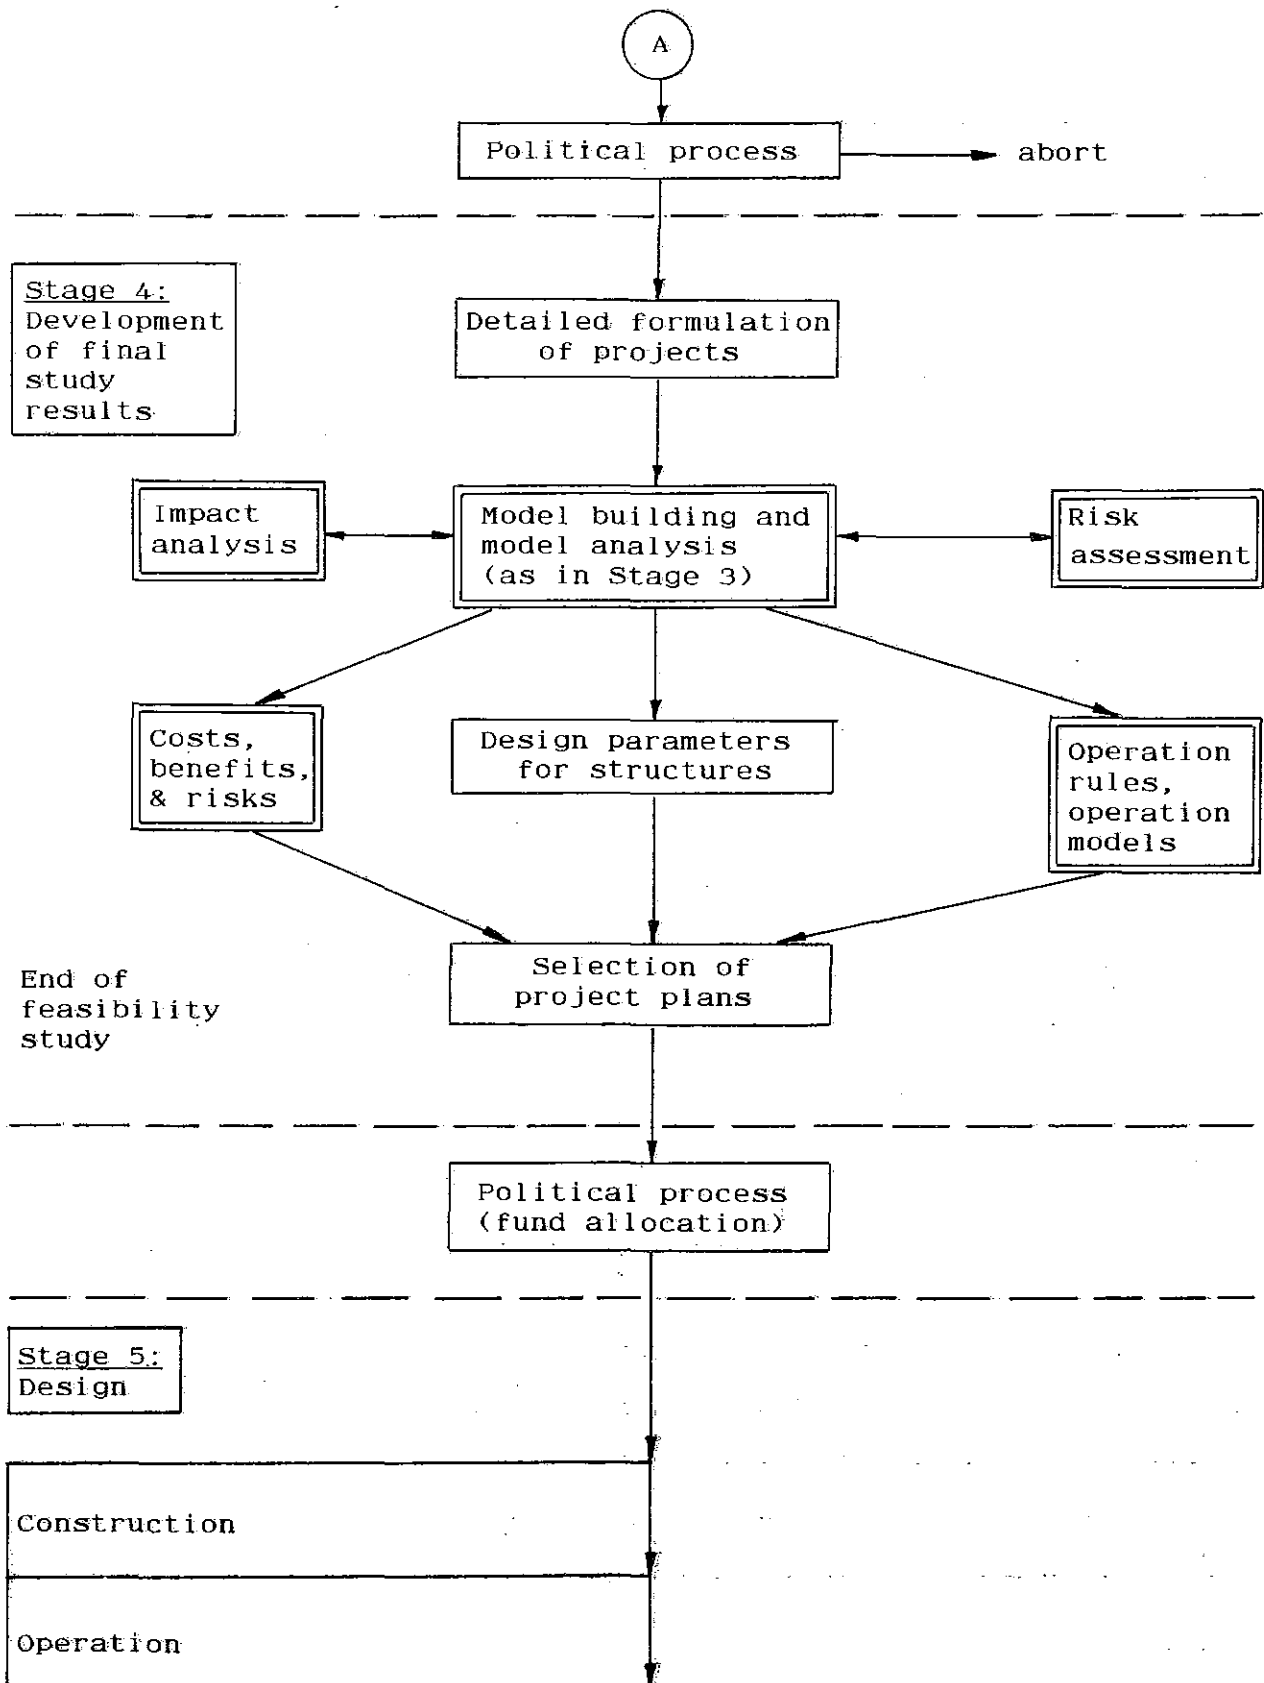 A
Political process
abort
Stage 4:
Development
of final
study
results
Detailed formulation
of projects
Impact
analysis
Model building and
model analysis
(as in Stage 3)
Risk
assessment
Costs,
benefits,
& risks
Design parameters
for structures
Operation
rules,
operation
models
Selection of
project plans
End of
feasibility
study
Political process
(fund allocation)
Stage 5:
Design
Construction
Operation